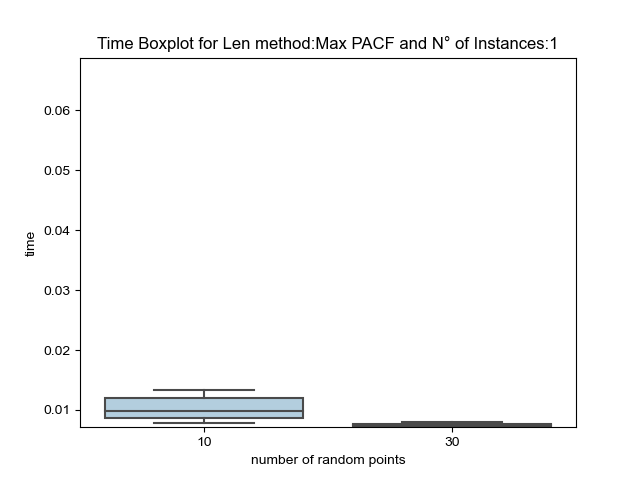 Time Boxplot for Len method:Max PACF and N° of Instances:1
0.06
0.05
0.04
0.03
0.02
0.01
time
10
30
number of random points